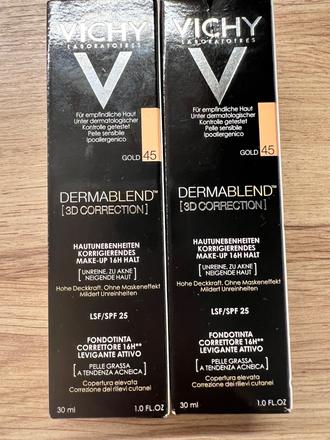 VICHY
LABORATOIRES
Für empfindliche Haut
Unter dermatologischer
Kontrolle getestet
Pelle sensibile
Ipoallergenico
GOLD 45
DERMABLEND™
[3D CORRECTION]
HAUTUNEBENHEITEN
KORRIGIERENDES
MAKE-UP 16H HALT
[UNREINE, ZU AKNE
NEIGENDE HAUT]
Hohe Deckkraft. Ohne Maskeneffekt
Mildert Unreinheiten
LSF/SPF 25
FONDOTINTA
CORRETTORE 16H**
LEVIGANTE ATTIVO
[PELLE GRASSA
A TENDENZA ACNEICA]
Copertura elevata
Correzione dei rilievi cutanei
30 ml 1.0 FL.OZ
VICHY
LABORATOIRES
Für empfindliche Haut
Unter dermatologischer
Kontrolle getestet
Pelle sensibile
Ipoallergenico
GOLD 45
DERMABLEND™
[3D CORRECTION]
HAUTUNEBENHEITEN
KORRIGIERENDES
MAKE-UP 16H HALT
[UNREINE, ZU AKNE
NEIGENDE HAUT]
Hohe Deckkraft. Ohne Maskeneffekt
Mildert Unreinheiten
LSF/SPF 25
FONDOTINTA
CORRETTORE 16H**
LEVIGANTE ATTIVO
[PELLE GRASSA
A TENDENZA ACNEICA]
Copertura elevata
Correzione dei rilievi cutanei
30 ml 1.0 FL.OZ